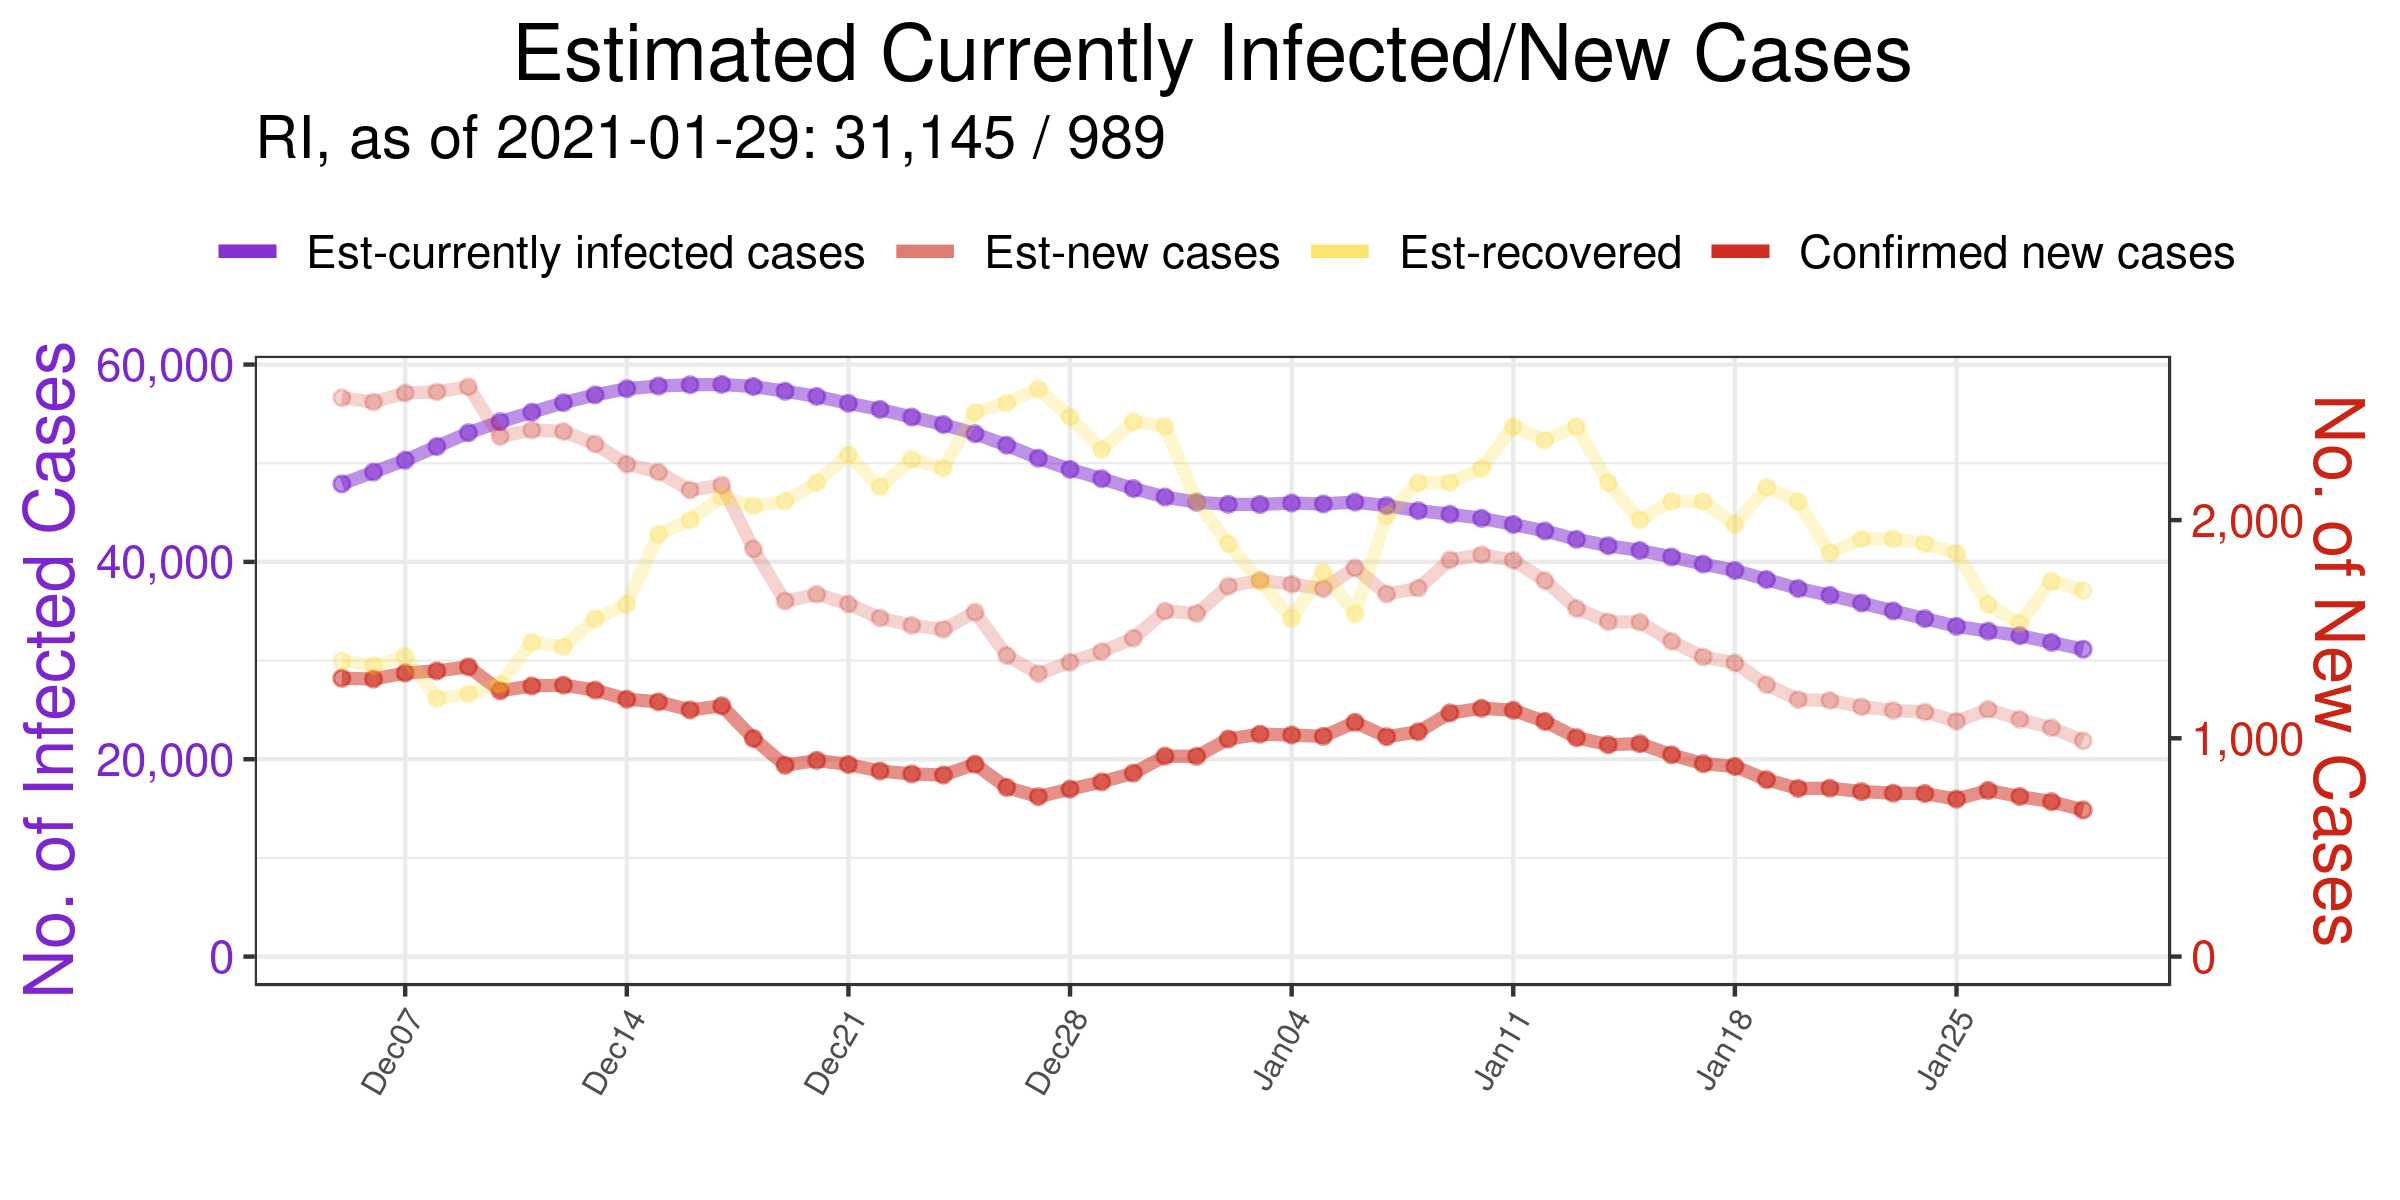 Estimated Currently Infected/New Cases
RI, as of 2021-01-29: 31,145 / 989
Est-currently infected cases
Est-new cases
Est-recovered
Confirmed new cases
No. of Infected Cases
60,000
40,000
20,000
0
2,000
1,000
0
No. of New Cases
Dec07
Dec14
Dec21
Dec28
Jan04
Jan11
Jan18
Jan25